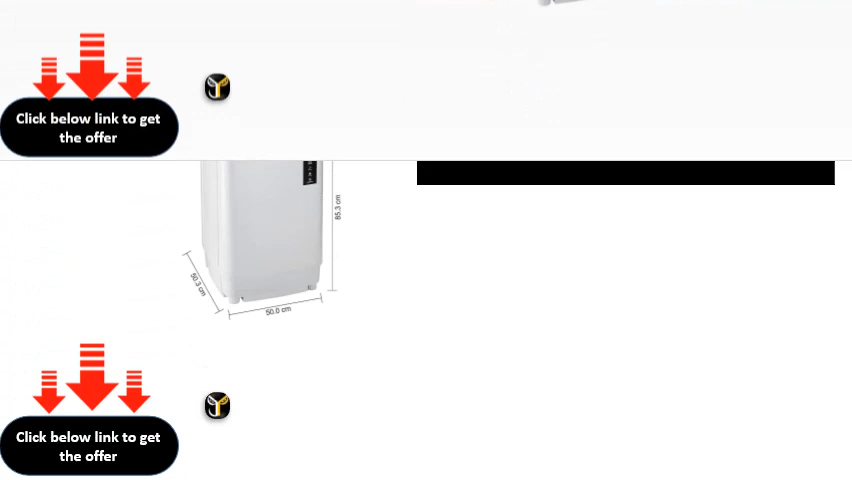 Click below link to get
the offer
85.3 cm
50.3 cm
50.0 cm
Click below link to get
the offer